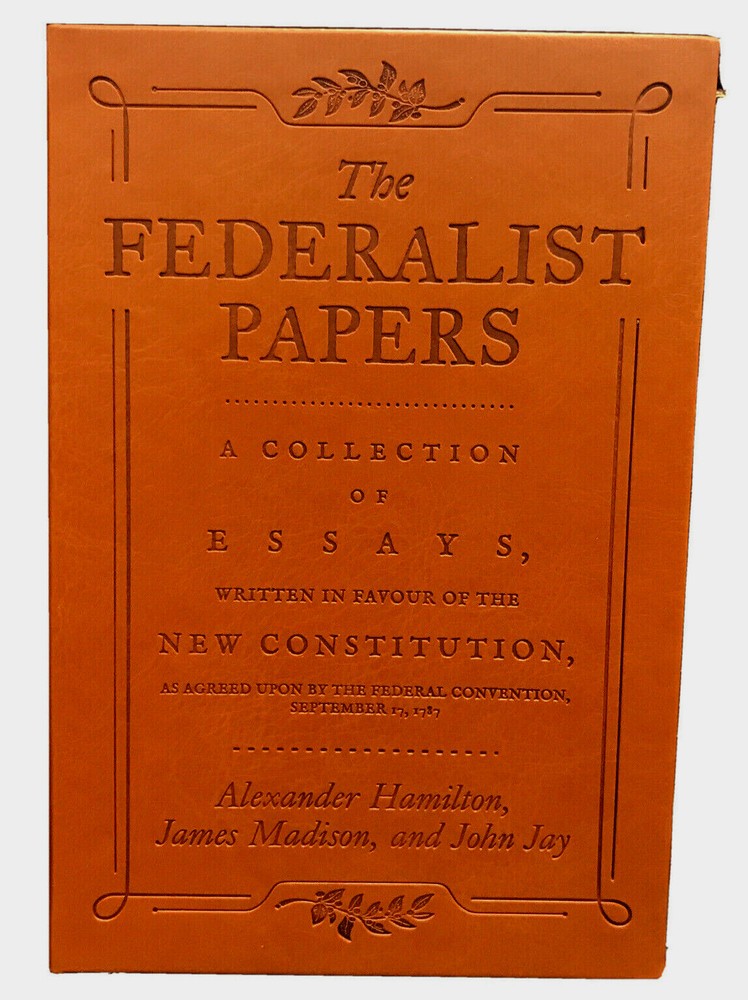 The
FEDERALIST
PAPERS
A COLLECTION
OF
ESSAYS,
WRITTEN IN FAVOUR OF THE
NEW CONSTITUTION,
AS AGREED UPON BY THE FEDERAL CONVENTION,
SEPTEMBER 17, 1787
Alexander Hamilton,
James Madison, and John Jay